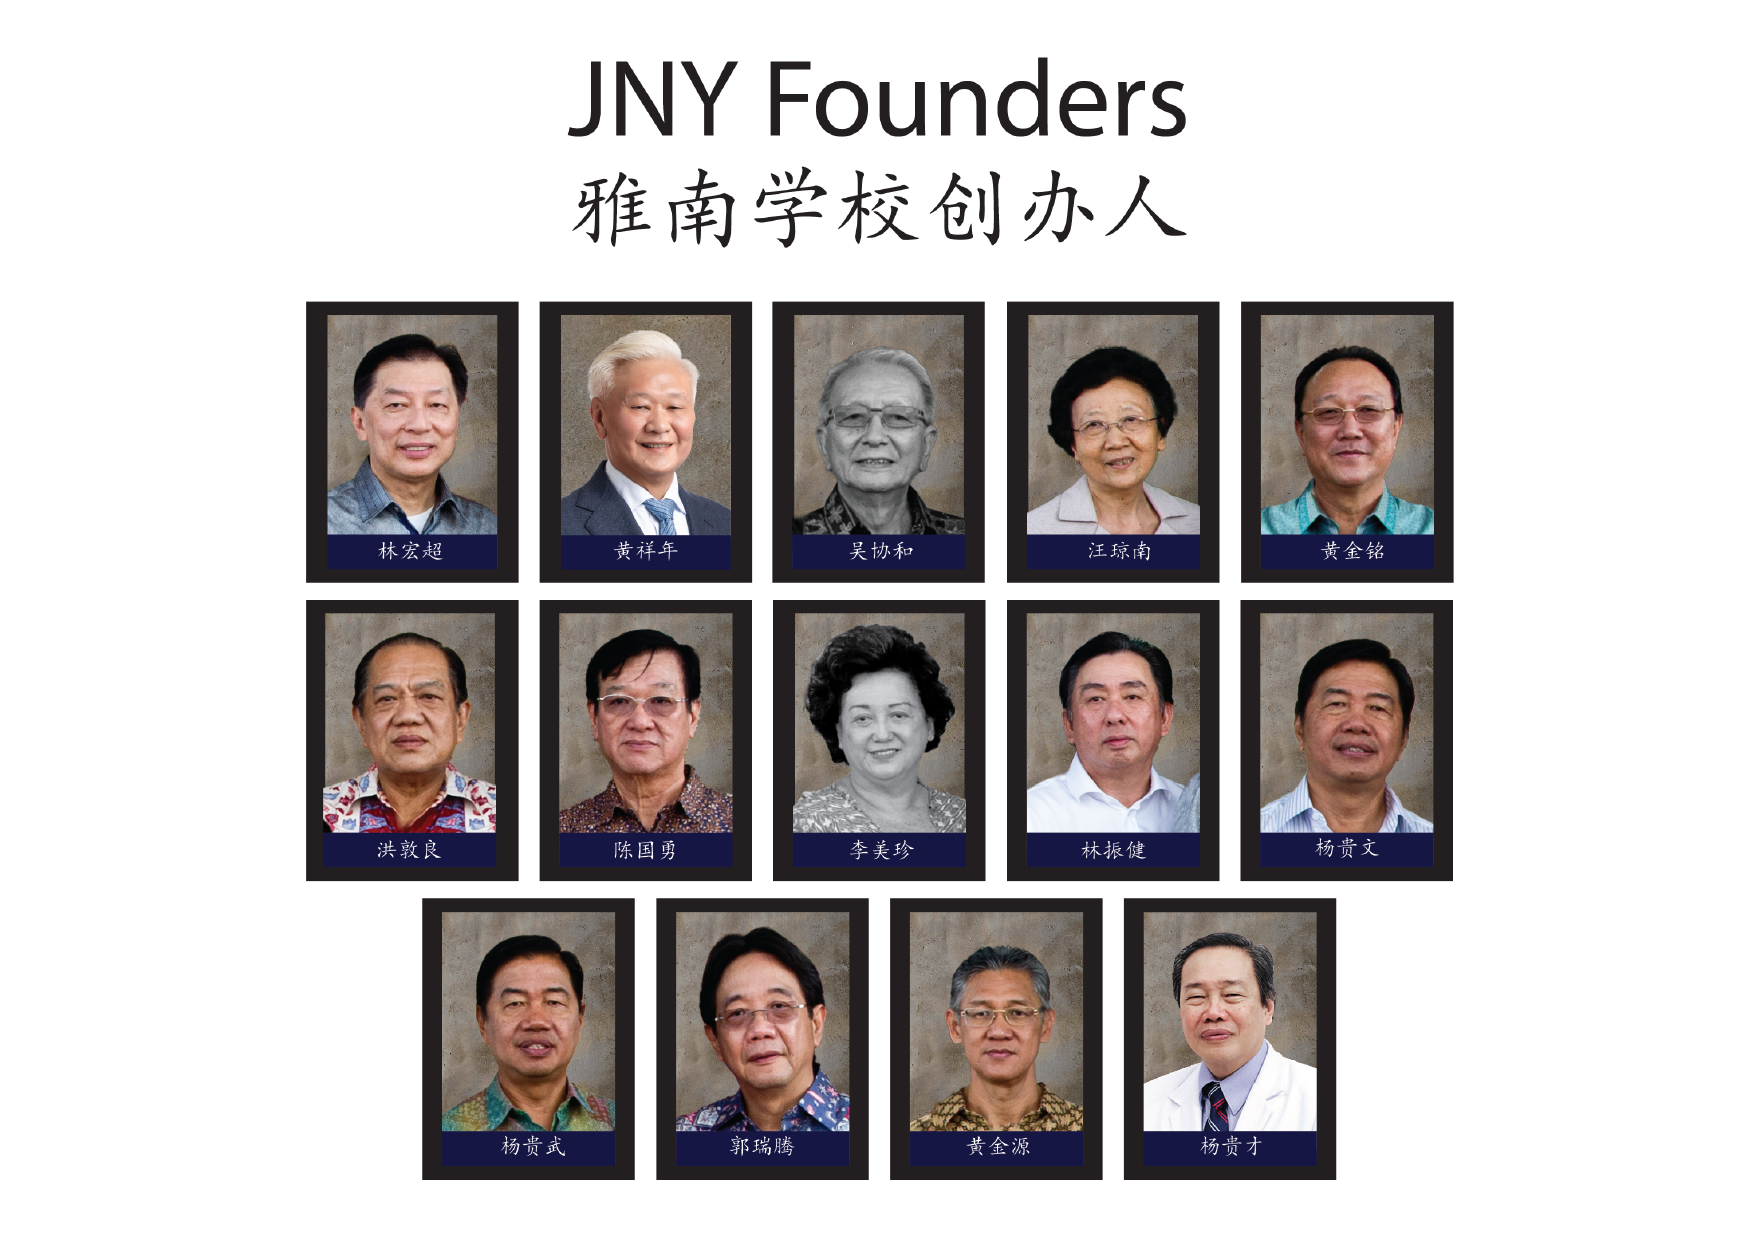 JNY Founders
雅南学校创办人
林宏超
黄祥年
吴协和
汪琼南
黄金铭
洪敦良
陈国勇
李美珍
林振健
杨贵文
杨贵武
郭瑞腾
黄金源
杨贵才